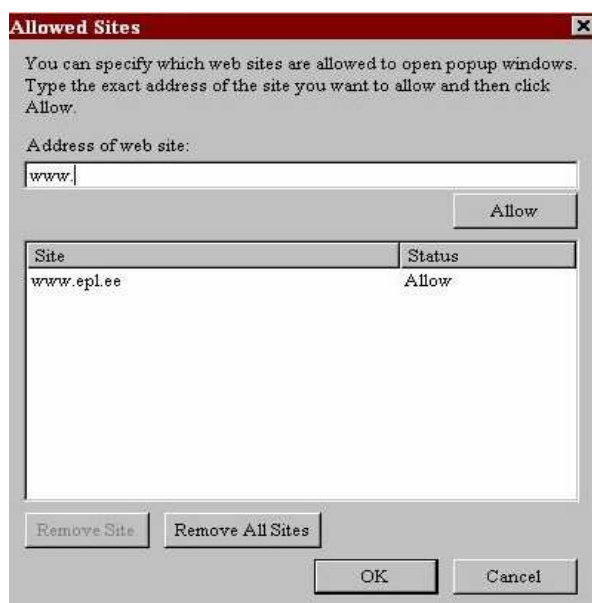 Allowed Sites
You can specify which web sites are allowed to open popup windows.
Type the exact address of the site you want to allow and then click
Allow.
Address of web site:
www.
Allow
Site Status
www.epl.ee Allow
Remove Site Remove All Sites
OK Cancel